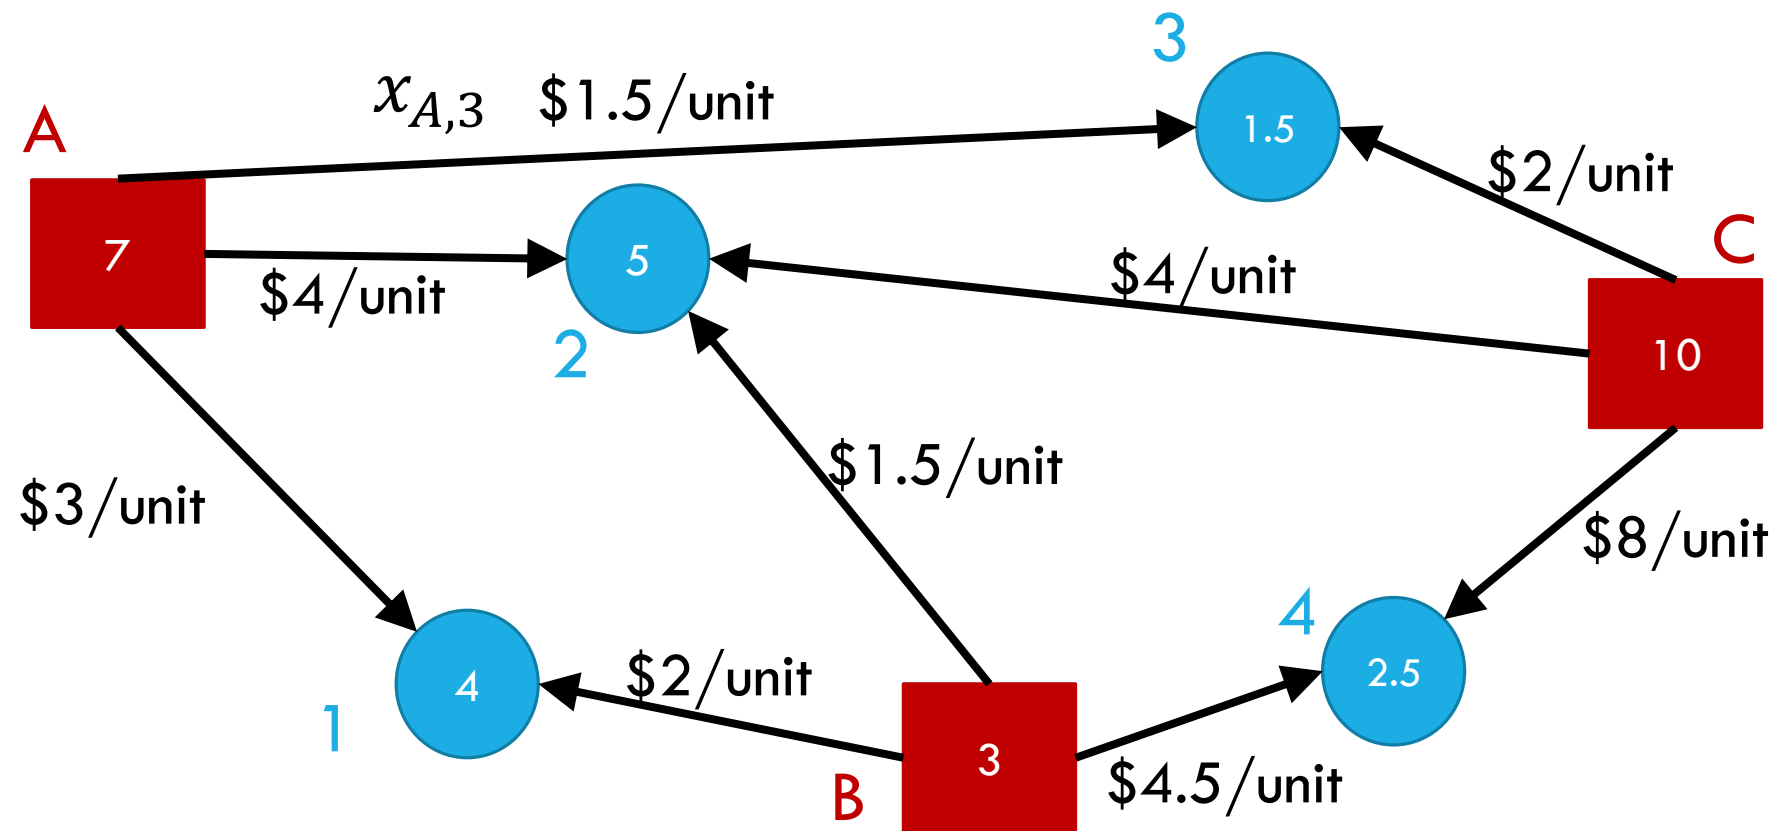 3
x_{A,3} $1.5/unit
1.5
A
$2/unit
C
7
5
$4/unit
$4/unit
2
10
$1.5/unit
$3/unit
$8/unit
4
$2/unit
4
2.5
1
3
B
$4.5/unit